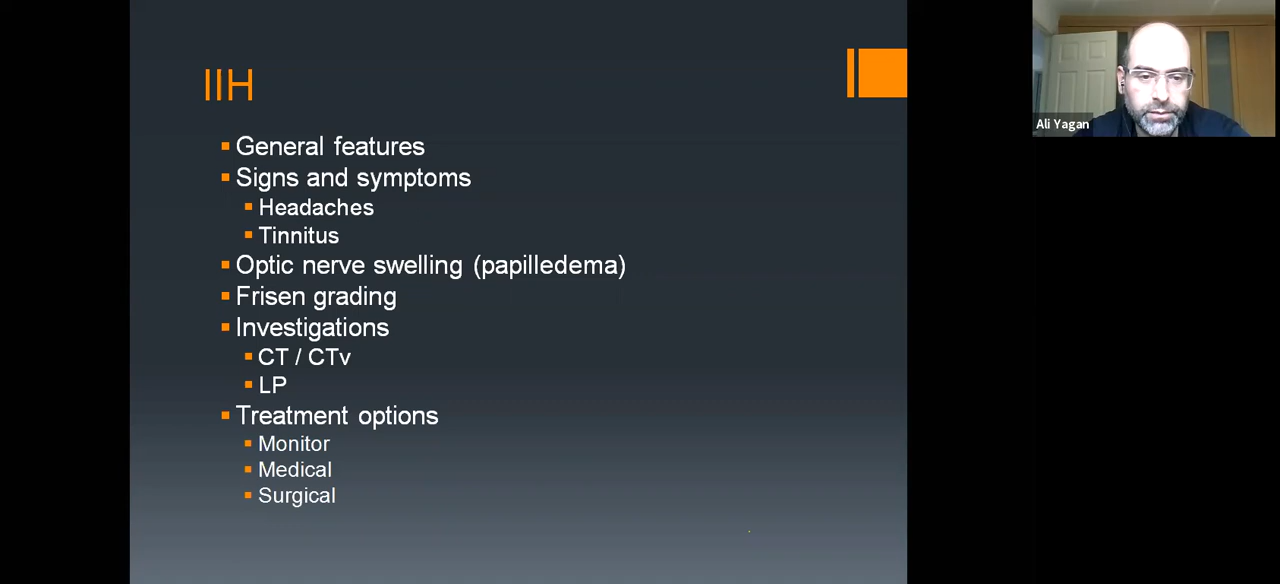 IIH
General features
Signs and symptoms
Headaches
Tinnitus
Optic nerve swelling (papilledema)
Frisen grading
Investigations
CT / CTv
LP
Treatment options
Monitor
Medical
Surgical
Ali Yagan